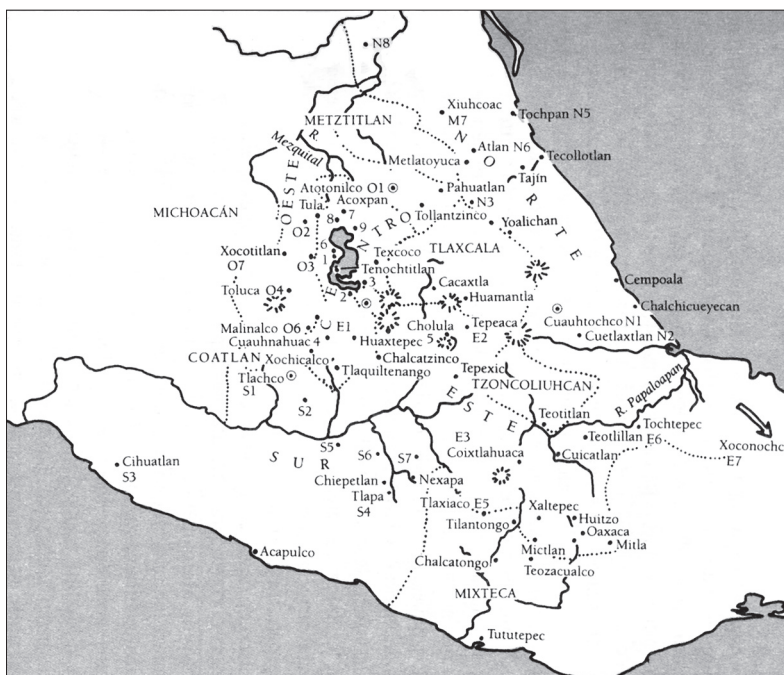 N8
Xiuhcoac
M7
Tochpan N5
METZTITLAN
R. Mezquital
NORTE
Atlan N6
Tecollotlan
Metlatoyuca
Tajín
OESTE
Atotonilco O1
Pahuatlan
MICHOACÁN
Tula
Acoxpan
7
8
N3
Tollantzinco
O2
9
Yoalichan
CENTRO
TLAXCALA
Xocotitlan
O7
6
Texcoco
O3
1
Tenochtitlan
Cempoala
Toluca O4
3
Cacaxtla
2
Huamantla
Chalchicueyecan
Malinalco O6
E1
Cholula
5
Tepeaca
E2
Cuauhtochco N1
Cuauhnahuac 4
Huaxtepec
Cuetlaxtlan N2
COATLAN
Xochicalco
Chalcatzinco
Tlachco
S1
Tlaquiltenango
Tepexic
TZONCOLIUHCAN
R. Papaloapan
S2
ESTE
Teotitlan
Tochtepec
E6
Teotlillan
Xoconochco
E7
S5
E3
Coixtlahuaca
Cuicatlan
SUR
S6
S7
Cihuatlan
S3
Chiepetlan
Nexapa
Tlapa
S4
Tlaxiaco E5
Xaltepec
Huitzo
Tilantongo
Oaxaca
Acapulco
Mictlan
Mitla
Chalcatongo
Teozacualco
MIXTECA
Tututepec